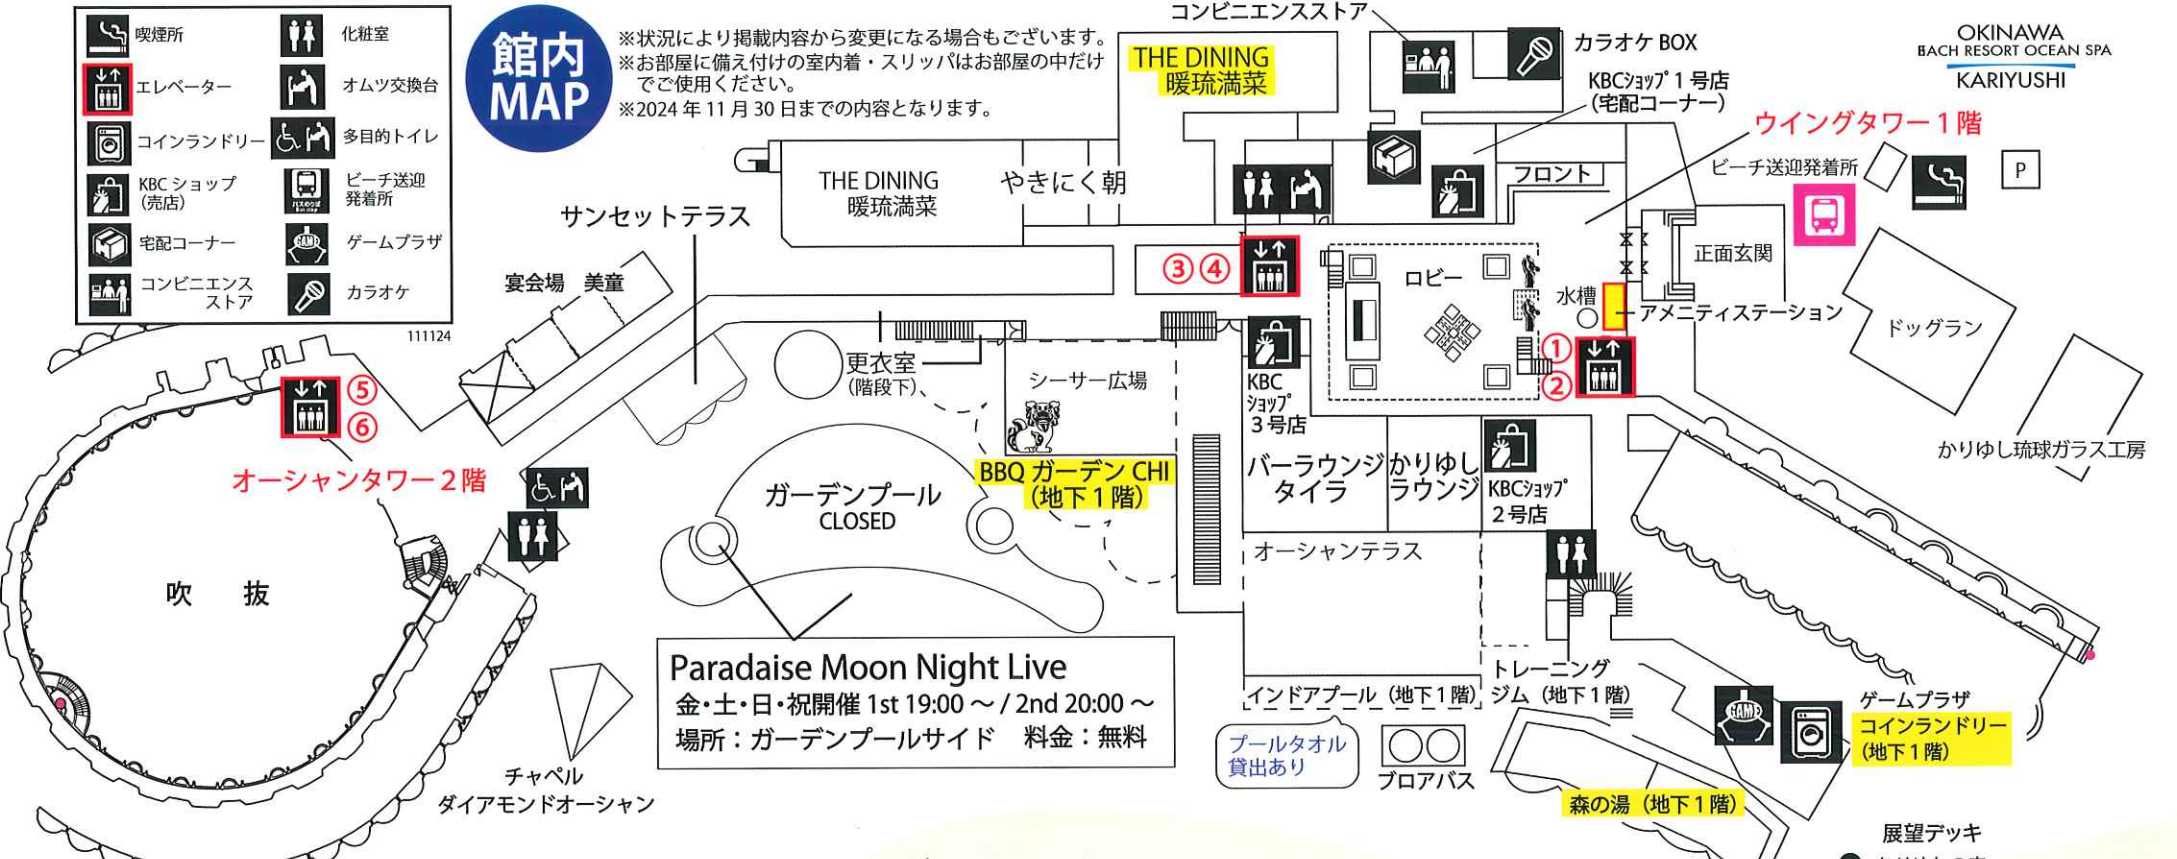 喫煙所
化粧室
エレベーター
オムツ交換台
コインランドリー
多目的トイレ
KBC ショップ
(売店)
ビーチ送迎
発着所
バスのりば
宅配コーナー
GAME
ゲームプラザ
コンビニエンス
ストア
カラオケ
111124
館内
MAP
※状況により掲載内容から変更になる場合もございます。
※お部屋に備え付けの室内着・スリッパはお部屋の中だけ
でご使用ください。
※2024 年 11 月 30 日までの内容となります。
コンビニエンスストア
THE DINING
暖琉満菜
カラオケ BOX
KBCショップ 1 号店
(宅配コーナー)
OKINAWA
BACH RESORT OCEAN SPA
KARIYUSHI
ウイングタワー 1 階
ビーチ送迎発着所
P
フロント
THE DINING
暖琉満菜
やきにく朝
サンセットテラス
宴会場 美童
③ ④
ロビー
水槽
アメニティステーション
正面玄関
ドッグラン
①
②
かりゆし琉球ガラス工房
更衣室
(階段下)
シーサー広場
KBC
ショップ
3 号店
⑤
⑥
オーシャンタワー 2 階
BBQ ガーデン CHI
(地下 1 階)
バーラウンジ
タイラ
かりゆし
ラウンジ
KBCショップ
2 号店
ガーデンプール
CLOSED
オーシャンテラス
吹 抜
Paradaise Moon Night Live
金・土・日・祝開催 1st 19:00 ～ / 2nd 20:00 ～
場所：ガーデンプールサイド 料金：無料
インドアプール (地下 1 階)
トレーニング
ジム (地下 1 階)
プールタオル
貸出あり
ブロアバス
GAME
ゲームプラザ
コインランドリー
(地下 1 階)
森の湯 (地下 1 階)
チャペル
ダイアモンドオーシャン
展望デッキ